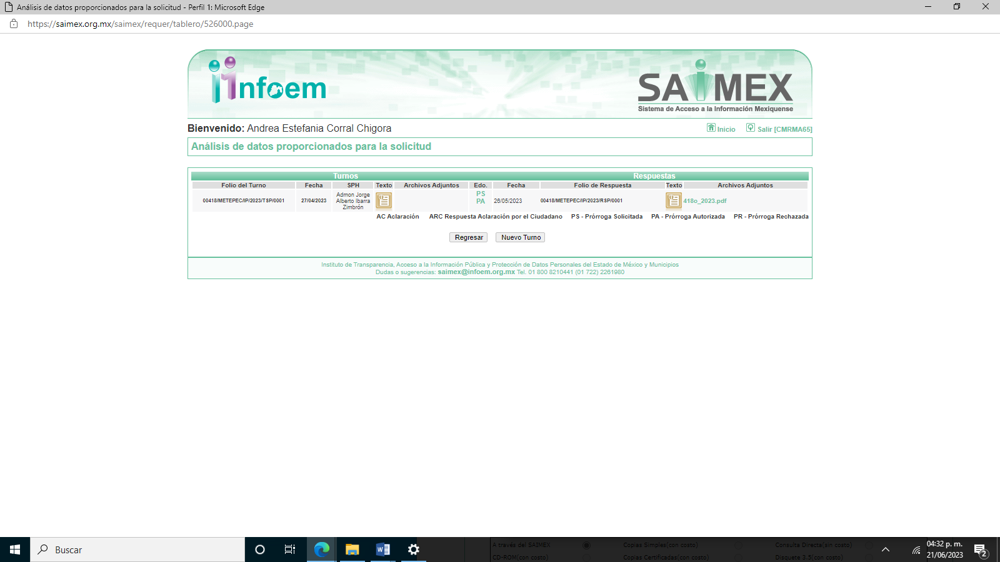 Análisis de datos proporcionados para la solicitud - Perfil 1: Microsoft Edge
https://saimex.org.mx/saimex/requer/tablero/526000.page
infoem
SAIMEX
Sistema de Acceso a la Información Mexiquense
Bienvenido: Andrea Estefania Corral Chigora
Inicio Salir [CMRMA65]
Análisis de datos proporcionados para la solicitud
Turnos Respuestas
Folio del Turno Fecha SPH Texto Archivos Adjuntos Edo. Fecha Folio de Respuesta Texto Archivos Adjuntos
00418/METEPEC/IP/2023/TSP/0001 27/04/2023 Admon Jorge Alberto Ibarra Zimbrón PS PA 26/05/2023 00418/METEPEC/IP/2023/RSP/0001 418o_2023.pdf
AC Aclaración ARC Respuesta Aclaración por el Ciudadano PS - Prórroga Solicitada PA - Prórroga Autorizada PR - Prórroga Rechazada
Regresar Nuevo Turno
Instituto de Transparencia, Acceso a la Información Pública y Protección de Datos Personales del Estado de México y Municipios
Dudas o sugerencias: saimex@infoem.org.mx Tel. 01 800 8210441 (01 722) 2261980
Buscar
A través del SAIMEX Copias Simples(con costo) Consulta Directa(sin costo)
CD-ROM(con costo) Copias Certificadas(con costo) Disquete 3.5(con costo)
04:32 p. m.
21/06/2023
2